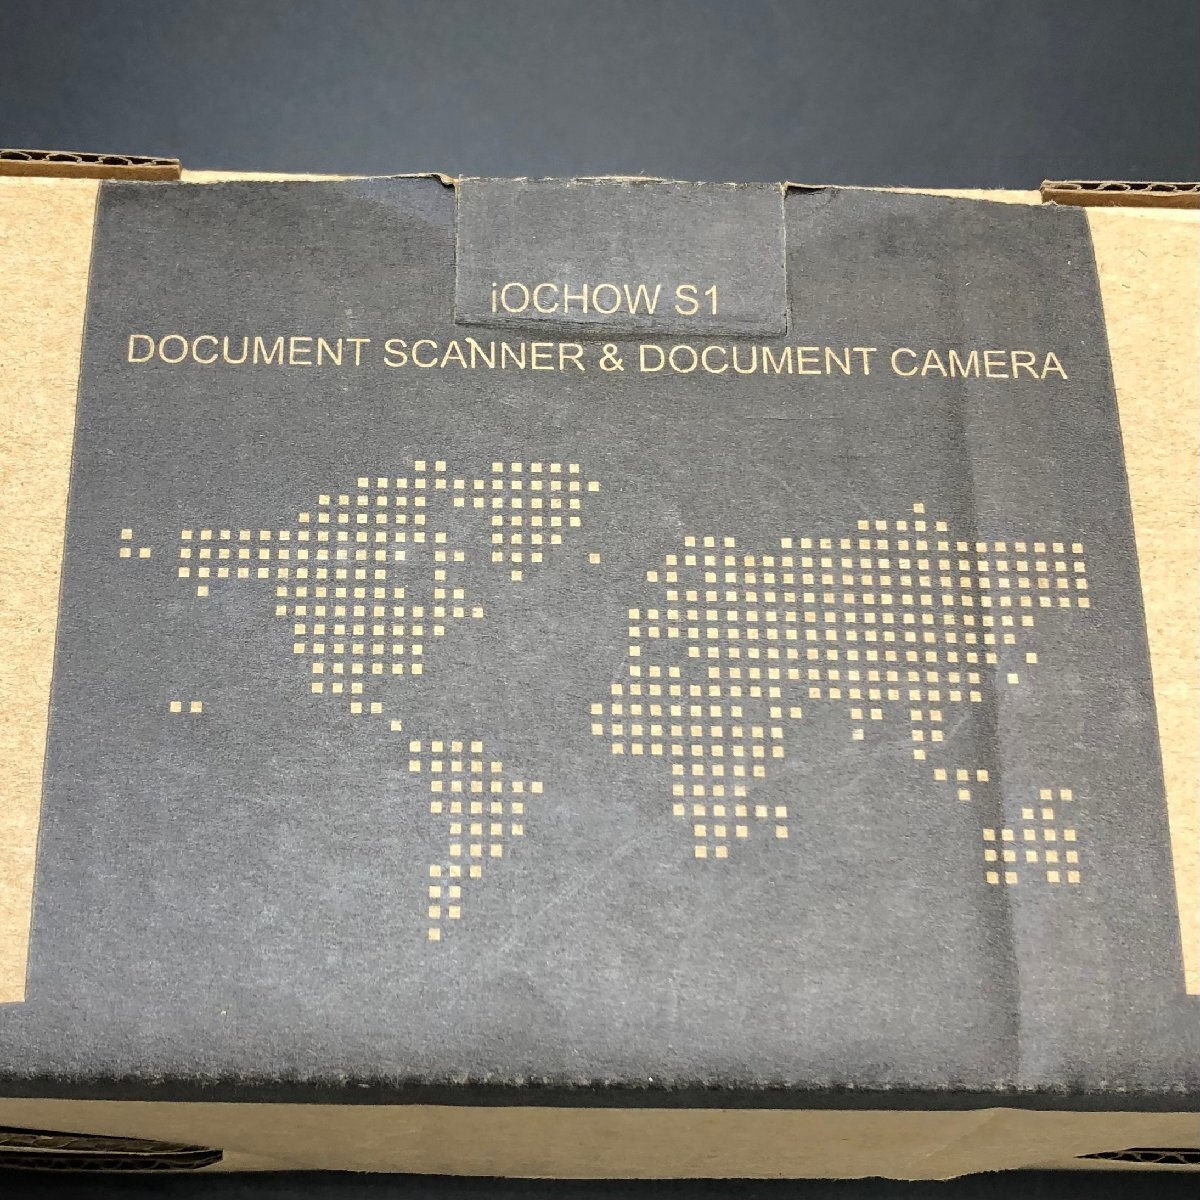 iOCHOW S1
DOCUMENT SCANNER & DOCUMENT CAMERA